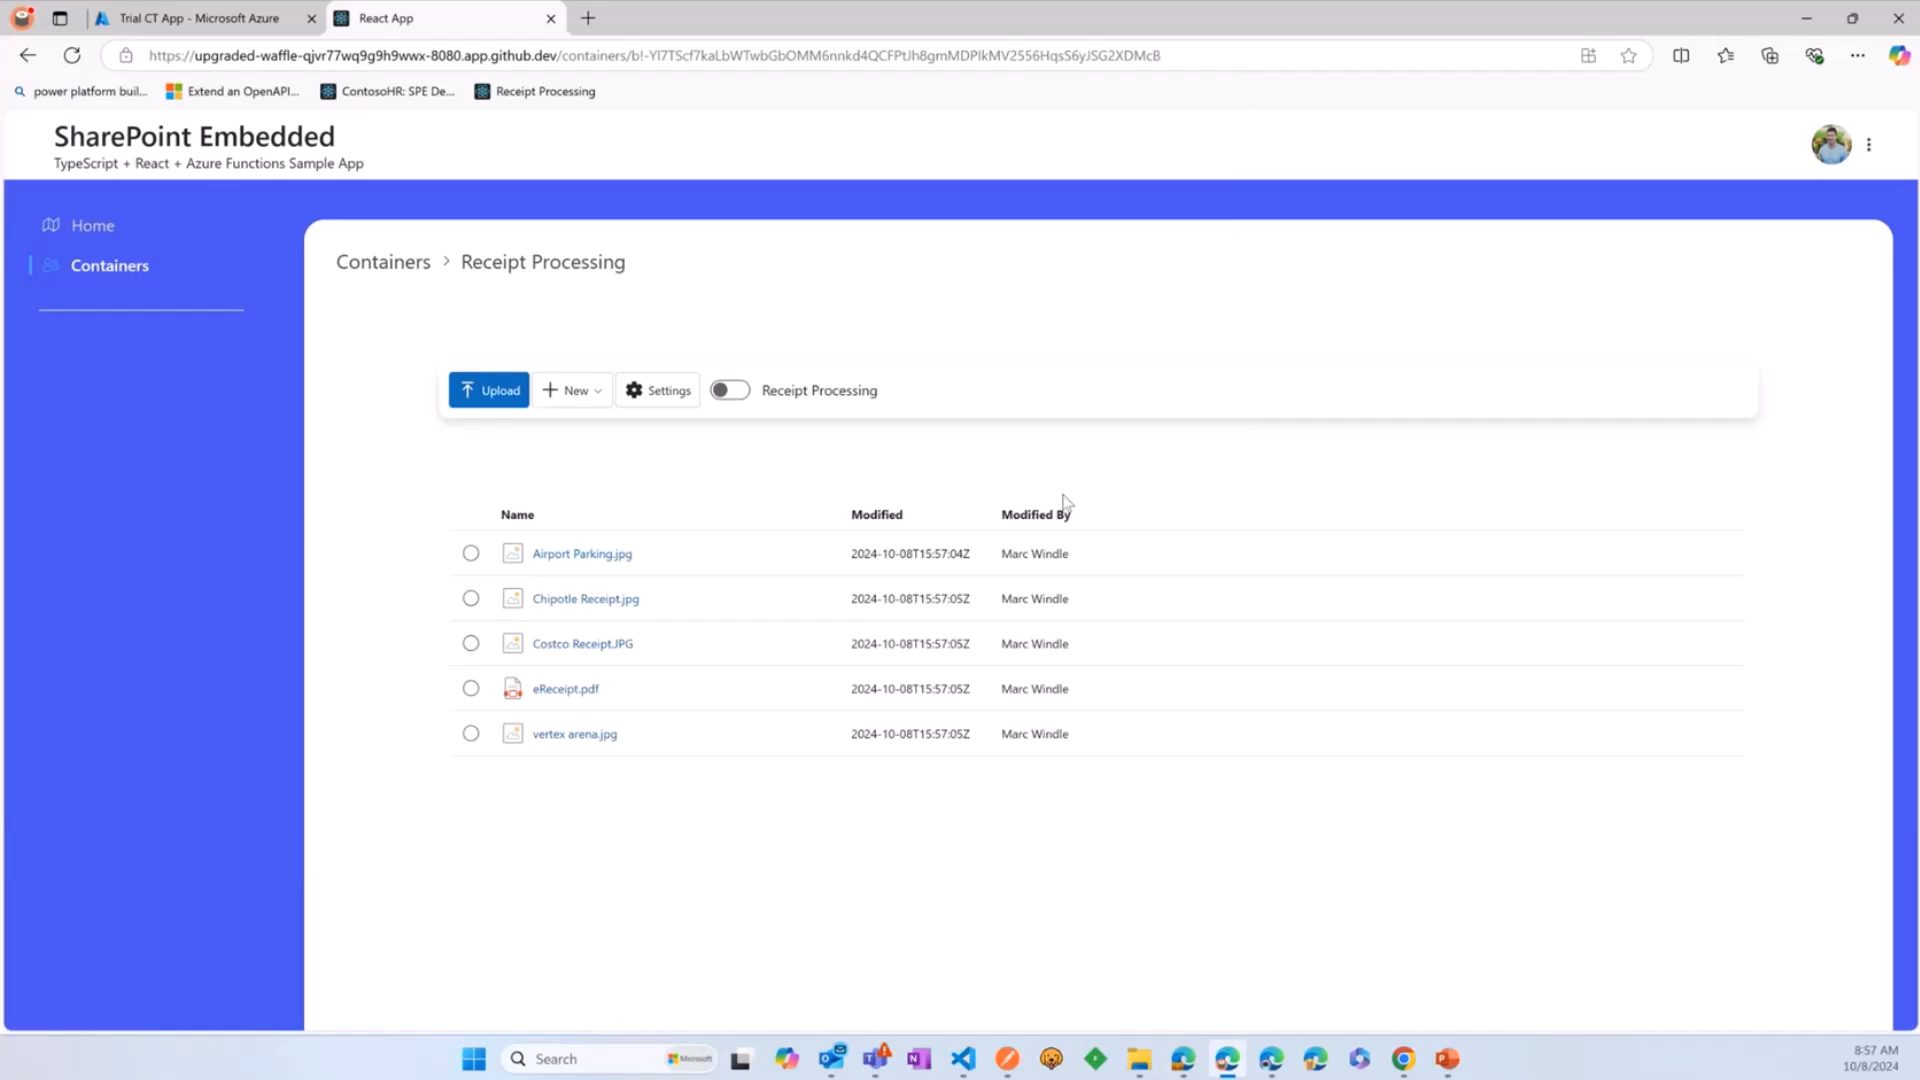 Trial CT App - Microsoft Azure
React App
https://upgraded-waffle-qjvr77wq9g9h9wwx-8080.app.github.dev/containers/b!-Yl7TScf7kaLbWTwbGbOMM6nnkd4QCFPtJh8gmMDPIkMV2556HqsS6yJSG2XDMcB
power platform buil...
Extend an OpenAPI...
ContosoHR: SPE De...
Receipt Processing
SharePoint Embedded
TypeScript + React + Azure Functions Sample App
Home
Containers
Containers > Receipt Processing
Upload
New
Settings
Receipt Processing
Name Modified Modified By
Airport Parking.jpg 2024-10-08T15:57:04Z Marc Windle
Chipotle Receipt.jpg 2024-10-08T15:57:05Z Marc Windle
Costco Receipt.JPG 2024-10-08T15:57:05Z Marc Windle
eReceipt.pdf 2024-10-08T15:57:05Z Marc Windle
vertex arena.jpg 2024-10-08T15:57:05Z Marc Windle
Search
Microsoft
8:57 AM
10/8/2024